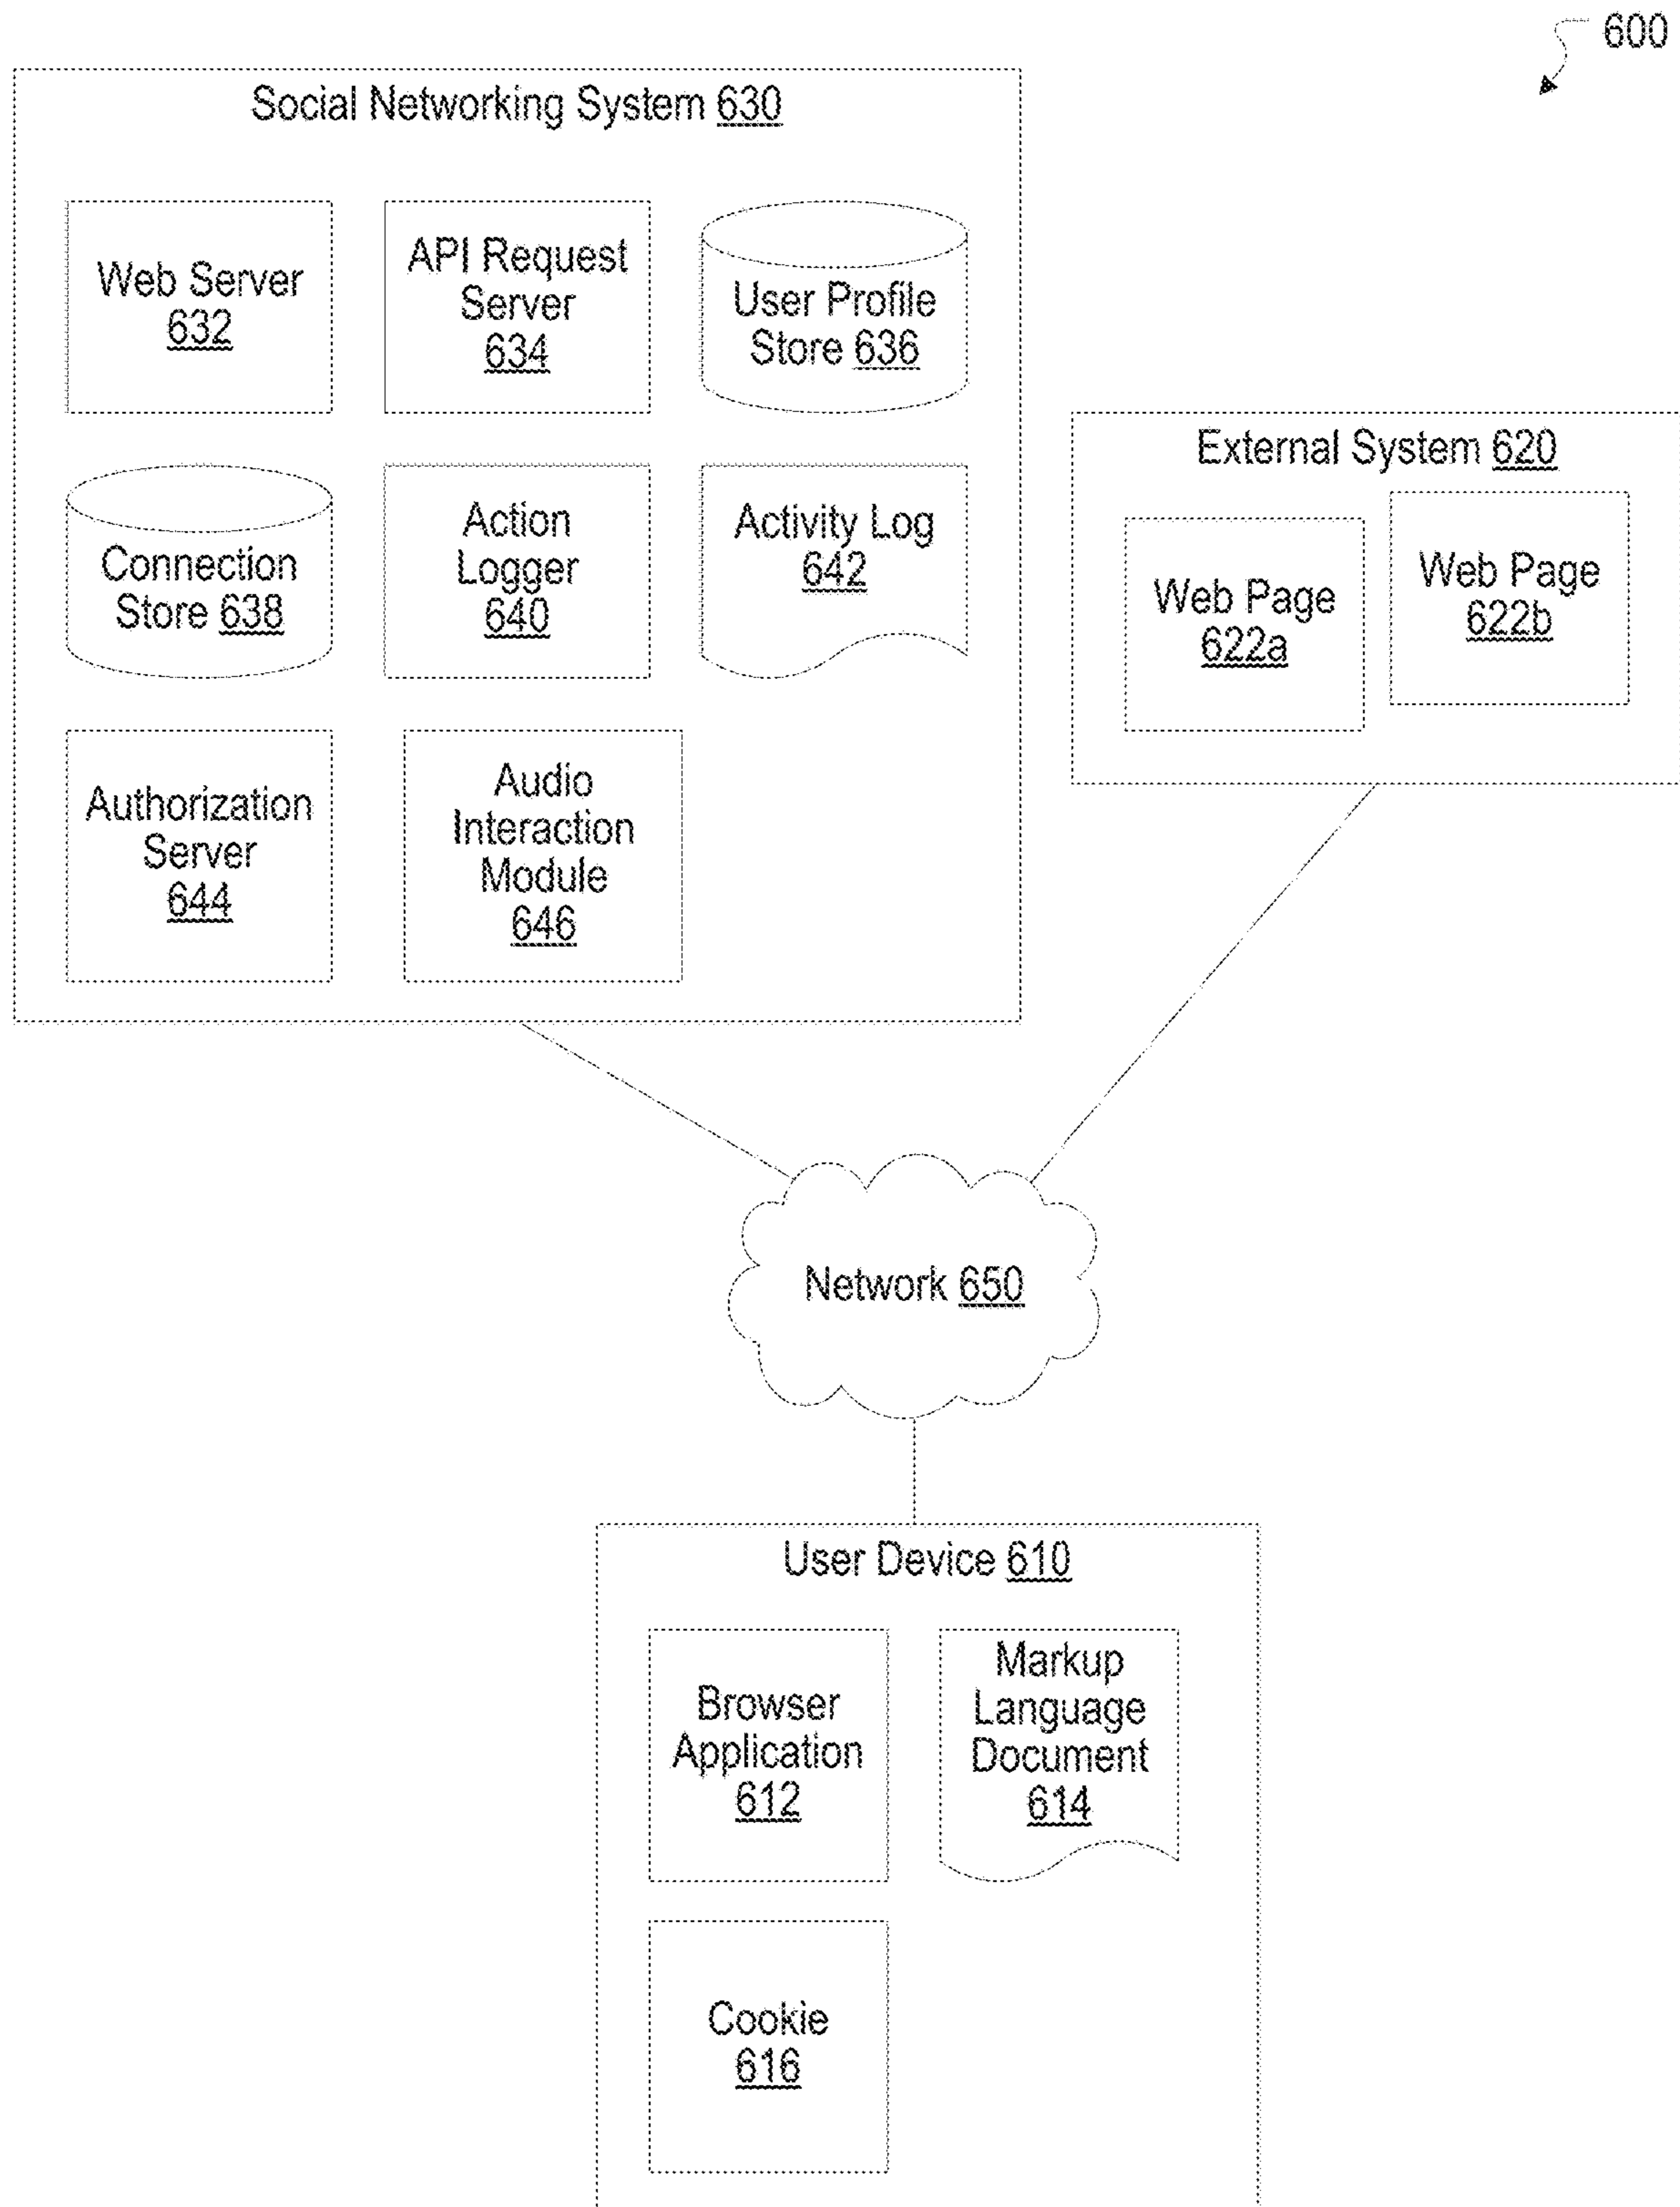 600
Social Networking System 630
Web Server
632
API Request
Server
634
User Profile
Store 636
Connection
Store 638
Action
Logger
640
Activity Log
642
Authorization
Server
644
Audio
Interaction
Module
646
External System 620
Web Page
622a
Web Page
622b
Network 650
User Device 610
Browser
Application
612
Markup
Language
Document
614
Cookie
616